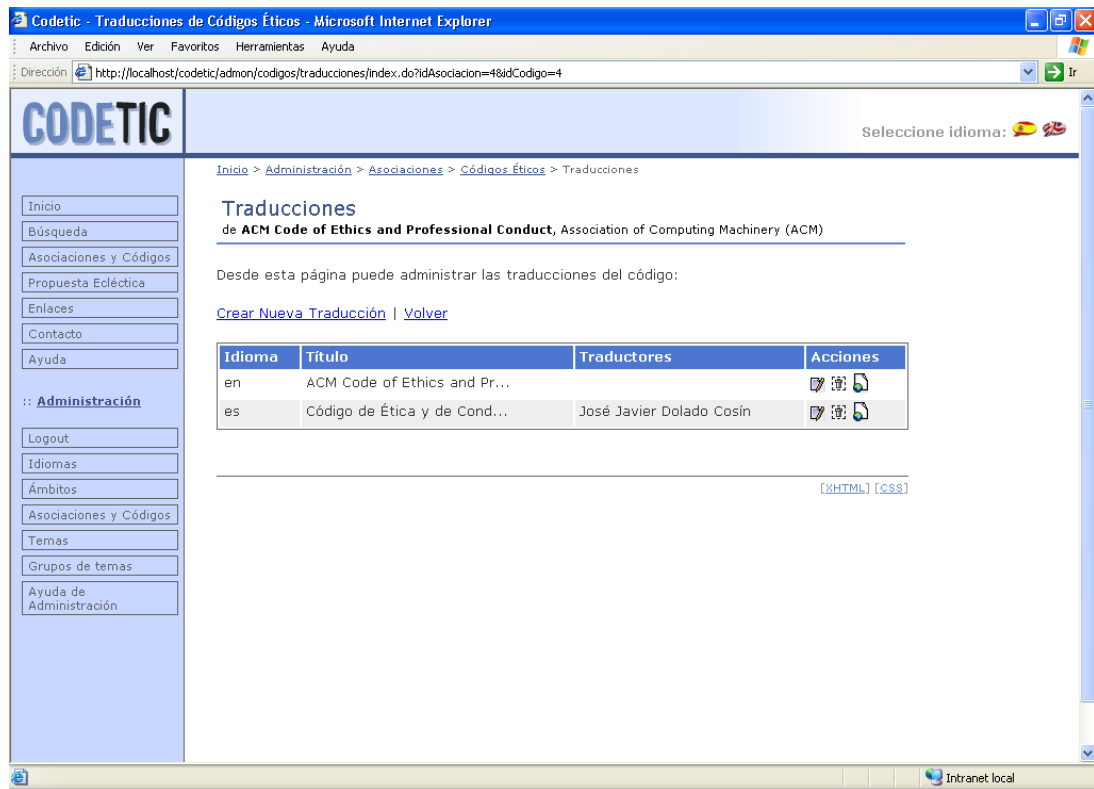 Codetic - Traducciones de Códigos Éticos - Microsoft Internet Explorer
Archivo Edición Ver Favoritos Herramientas Ayuda
Dirección http://localhost/codetic/admon/codigos/traducciones/index.do?idAsociacion=4&idCodigo=4 Ir
CODETIC
Seleccione idioma:
Inicio > Administración > Asociaciones > Códigos Éticos > Traducciones
Inicio
Búsqueda
Asociaciones y Códigos
Propuesta Ecléctica
Enlaces
Contacto
Ayuda
:: Administración
Logout
Idiomas
Ámbitos
Asociaciones y Códigos
Temas
Grupos de temas
Ayuda de
Administración
Traducciones
de ACM Code of Ethics and Professional Conduct, Association of Computing Machinery (ACM)
Desde esta página puede administrar las traducciones del código:
Crear Nueva Traducción | Volver
Idioma Título Traductores Acciones
en ACM Code of Ethics and Pr...
es Código de Ética y de Cond... José Javier Dolado Cosín
[XHTML] [CSS]
Intranet local